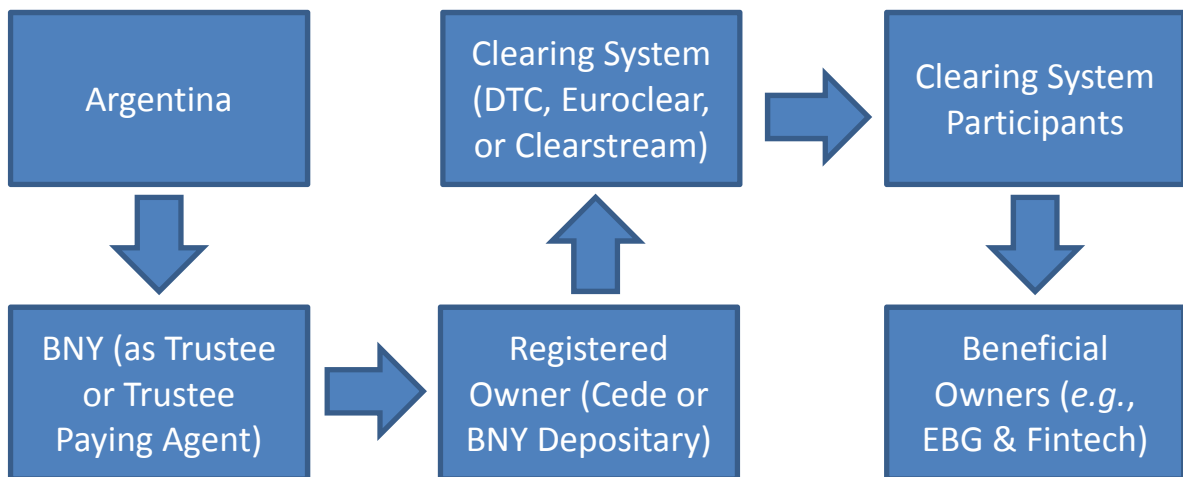 Argentina
BNY (as Trustee
or Trustee
Paying Agent)
Registered
Owner (Cede or
BNY Depositary)
Clearing System
(DTC, Euroclear,
or Clearstream)
Clearing System
Participants
Beneficial
Owners (e.g.,
EBG & Fintech)